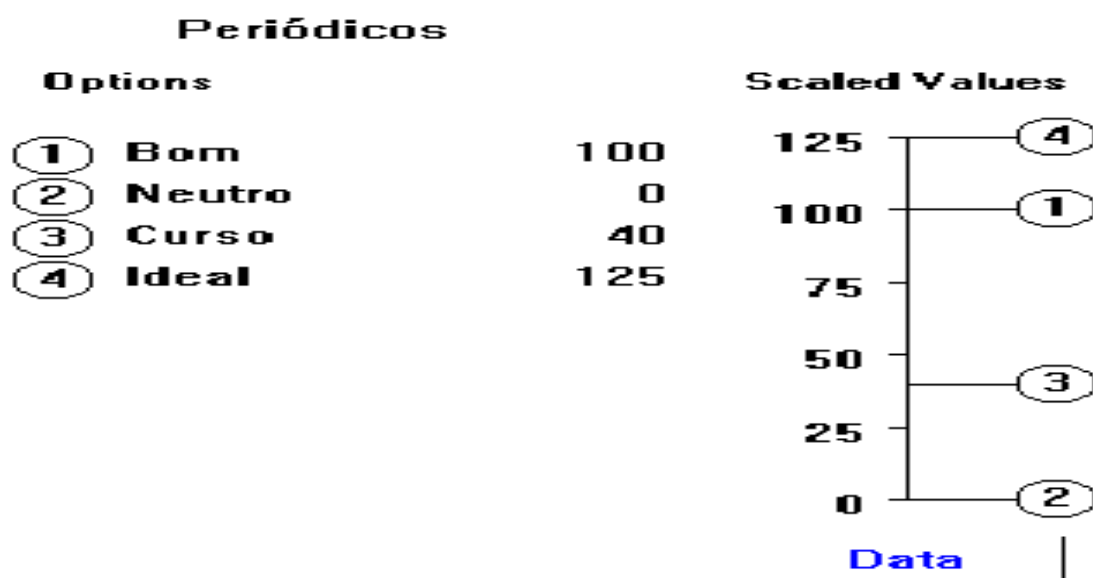 Periódicos
Options Scaled Values
1 Bom 100
2 Neutro 0
3 Curso 40
4 Ideal 125
125 4
100 1
75
50
3
25
0 2
Data